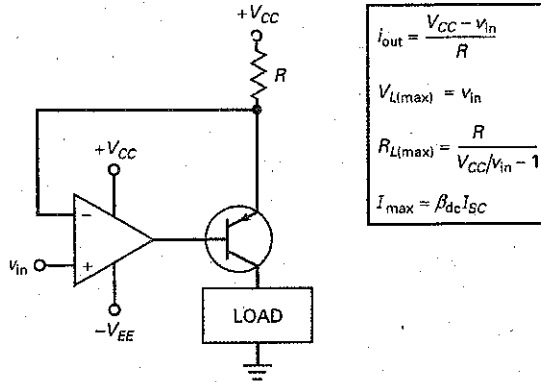 +V_CC
R
+V_CC
−
v_in
+
−V_EE
LOAD
i_out = (V_CC − v_in) / R
V_L(max) = v_in
R_L(max) = R / (V_CC/v_in − 1)
I_max = β_dc I_SC